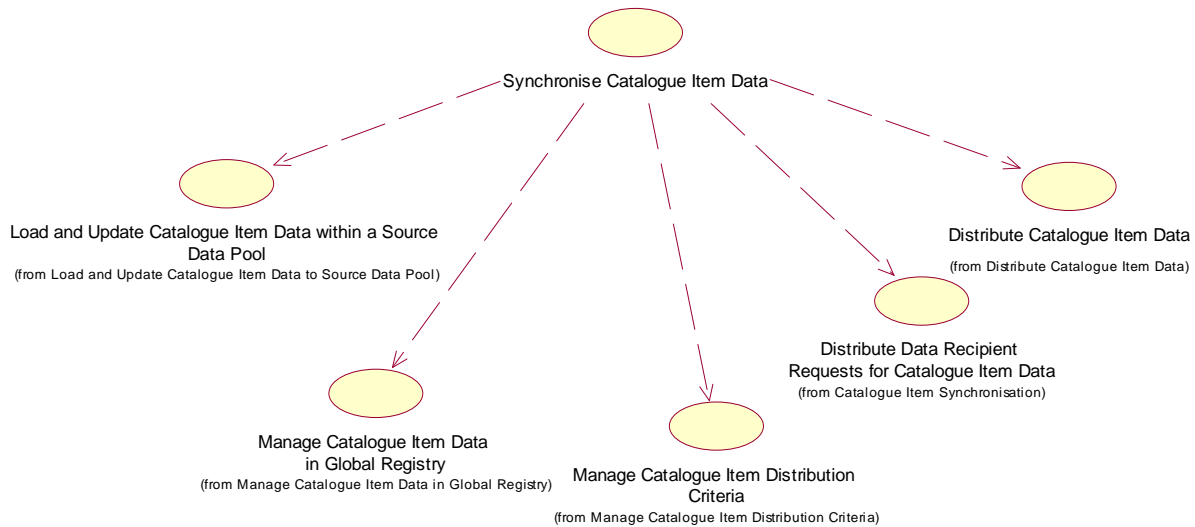 Synchronise Catalogue Item Data
Load and Update Catalogue Item Data within a Source
Data Pool
(from Load and Update Catalogue Item Data to Source Data Pool)
Distribute Catalogue Item Data
(from Distribute Catalogue Item Data)
Distribute Data Recipient
Requests for Catalogue Item Data
(from Catalogue Item Synchronisation)
Manage Catalogue Item Data
in Global Registry
(from Manage Catalogue Item Data in Global Registry)
Manage Catalogue Item Distribution
Criteria
(from Manage Catalogue Item Distribution Criteria)